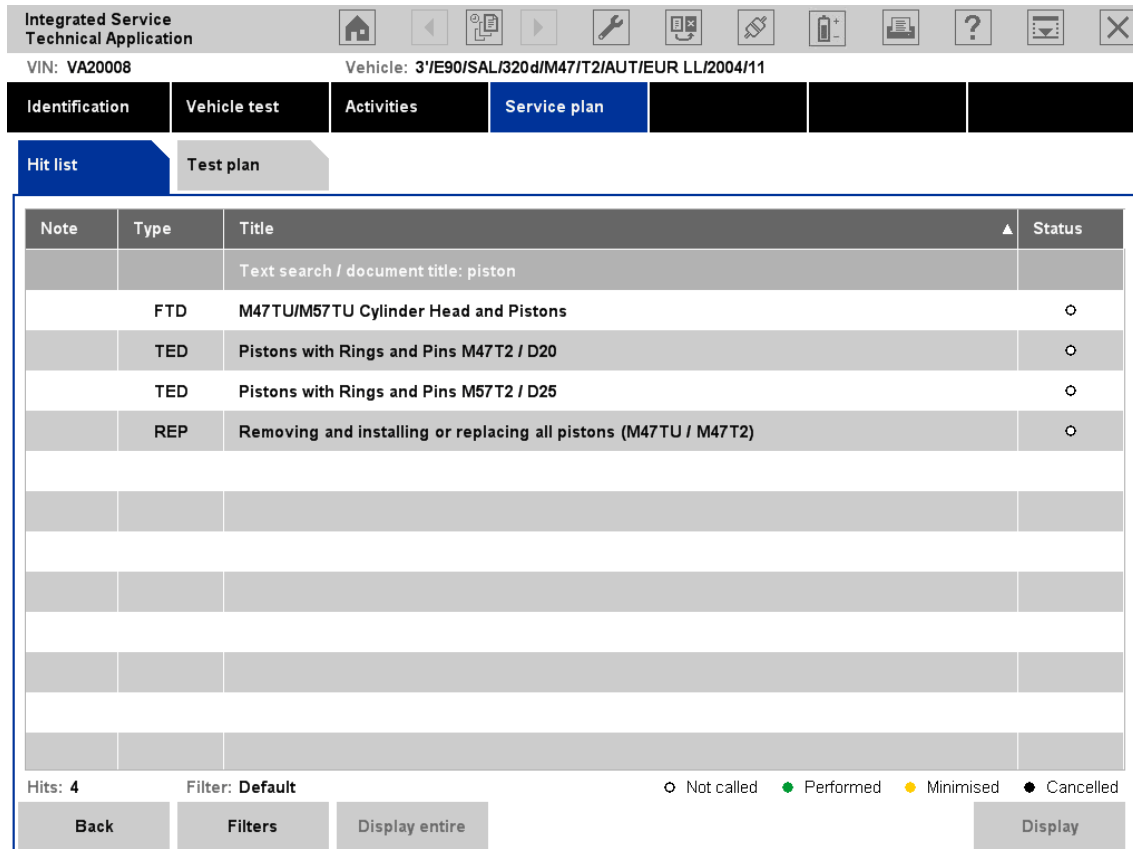 Integrated Service
Technical Application
VIN: VA20008 Vehicle: 3'/E90/SAL/320d/M47/T2/AUT/EUR LL/2004/11
Identification Vehicle test Activities Service plan
Hit list Test plan
Note Type Title Status
Text search / document title: piston
FTD M47TU/M57TU Cylinder Head and Pistons
TED Pistons with Rings and Pins M47T2 / D20
TED Pistons with Rings and Pins M57T2 / D25
REP Removing and installing or replacing all pistons (M47TU / M47T2)
Hits: 4 Filter: Default Not called Performed Minimised Cancelled
Back Filters Display entire Display